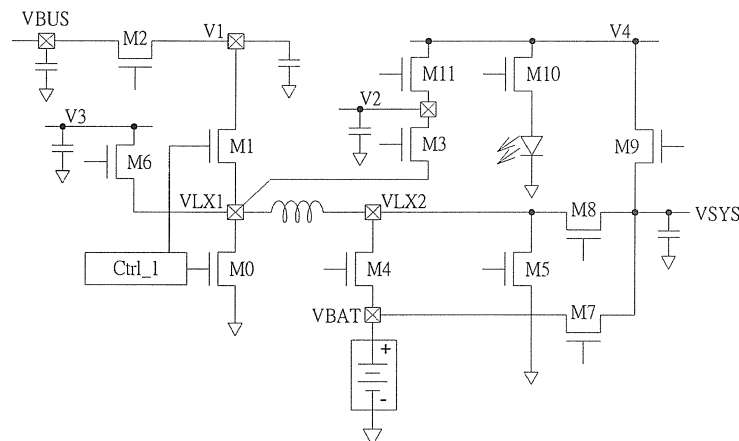 VBUS
M2
V1
V4
M11
M10
V2
V3
M6
M1
M3
M9
VLX1
VLX2
M8
VSYS
Ctrl_1
M0
M4
M5
M7
VBAT
+
-